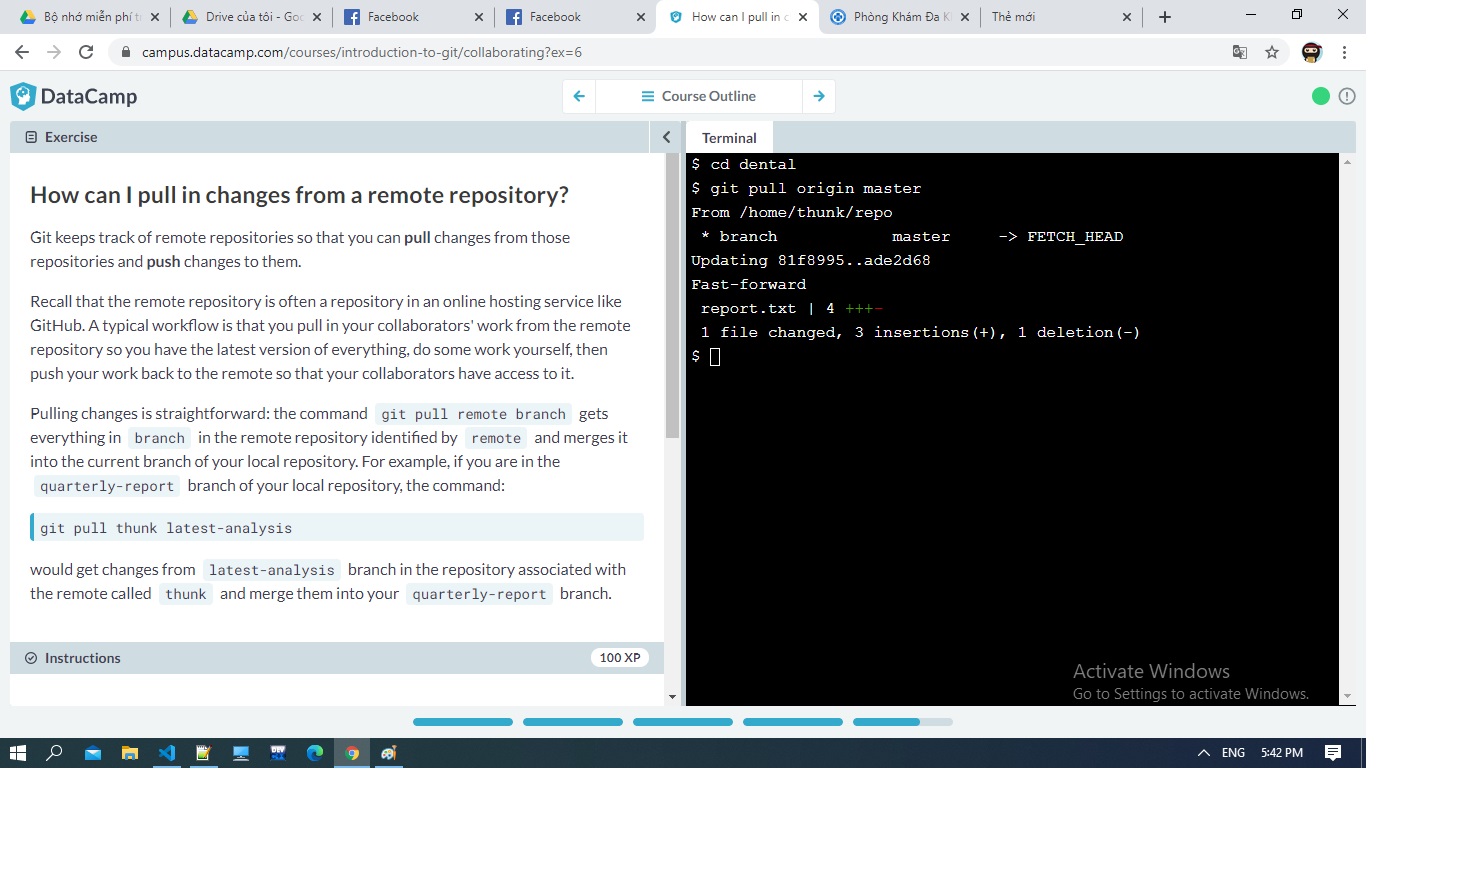 Bộ nhớ miễn phí t
Drive của tôi - Goo
Facebook
Facebook
How can I pull in c
Phòng Khám Đa K
Thẻ mới
campus.datacamp.com/courses/introduction-to-git/collaborating?ex=6
DataCamp
Course Outline
Exercise
How can I pull in changes from a remote repository?
Git keeps track of remote repositories so that you can pull changes from those
repositories and push changes to them.
Recall that the remote repository is often a repository in an online hosting service like
GitHub. A typical workflow is that you pull in your collaborators' work from the remote
repository so you have the latest version of everything, do some work yourself, then
push your work back to the remote so that your collaborators have access to it.
Pulling changes is straightforward: the command git pull remote branch gets
everything in branch in the remote repository identified by remote and merges it
into the current branch of your local repository. For example, if you are in the
quarterly-report branch of your local repository, the command:
git pull thunk latest-analysis
would get changes from latest-analysis branch in the repository associated with
the remote called thunk and merge them into your quarterly-report branch.
Instructions
100 XP
Terminal
$ cd dental
$ git pull origin master
From /home/thunk/repo
* branch master -> FETCH_HEAD
Updating 81f8995..ade2d68
Fast-forward
report.txt | 4 +++-
1 file changed, 3 insertions(+), 1 deletion(-)
$
Activate Windows
Go to Settings to activate Windows.
DEV
ENG
5:42 PM